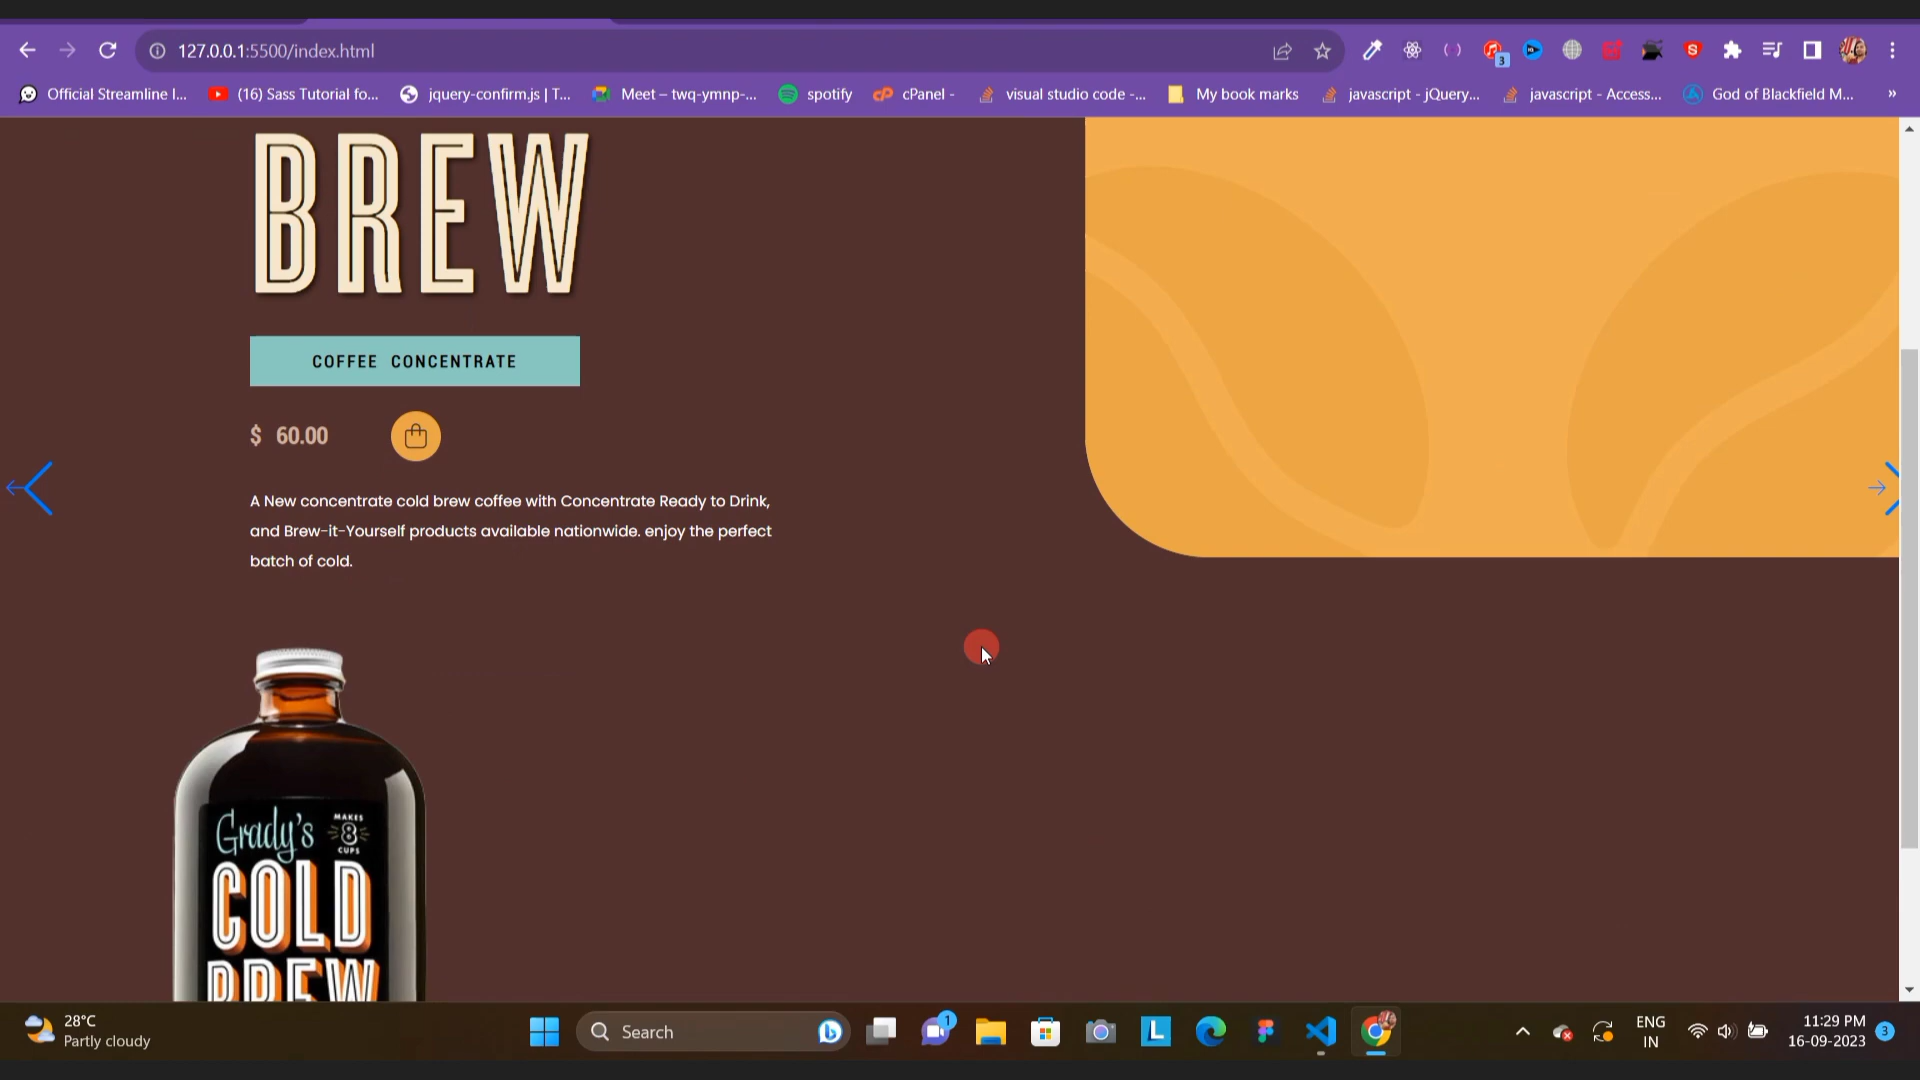 127.0.0.1:5500/index.html
3
Official Streamline I...
(16) Sass Tutorial fo...
jquery-confirm.js | T...
Meet – twq-ymnp-...
spotify
cPanel -
visual studio code -...
My book marks
javascript - jQuery...
javascript - Access...
God of Blackfield M...
»
BREW
COFFEE CONCENTRATE
$ 60.00
A New concentrate cold brew coffee with Concentrate Ready to Drink,
and Brew-it-Yourself products available nationwide. enjoy the perfect
batch of cold.
Grady's
MAKES
8
CUPS
COLD
BREW
28°C
Partly cloudy
Search
1
ENG
IN
11:29 PM
16-09-2023
3